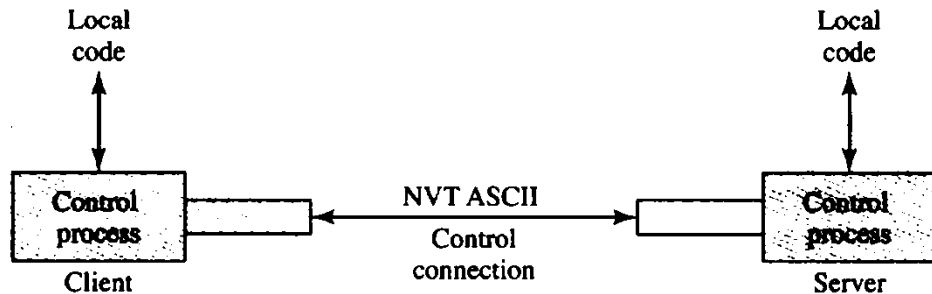 Local
code
Local
code
Control
process
NVT ASCII
Control
connection
Control
process
Client
Server